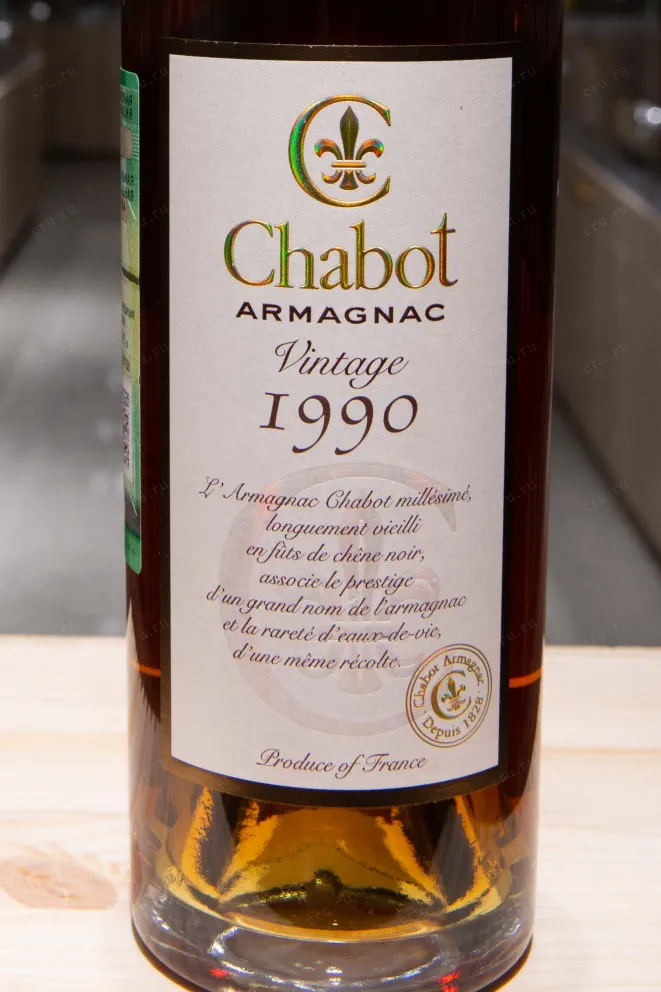 Chabot
ARMAGNAC
Vintage
1990
L'Armagnac Chabot millésimé,
longuement vieilli
en fûts de chêne noir,
associe le prestige
d'un grand nom de l'armagnac
et la rareté d'eaux-de-vie,
d'une même récolte.
Chabot Armagnac
Depuis 1828
Produce of France
cru.ru